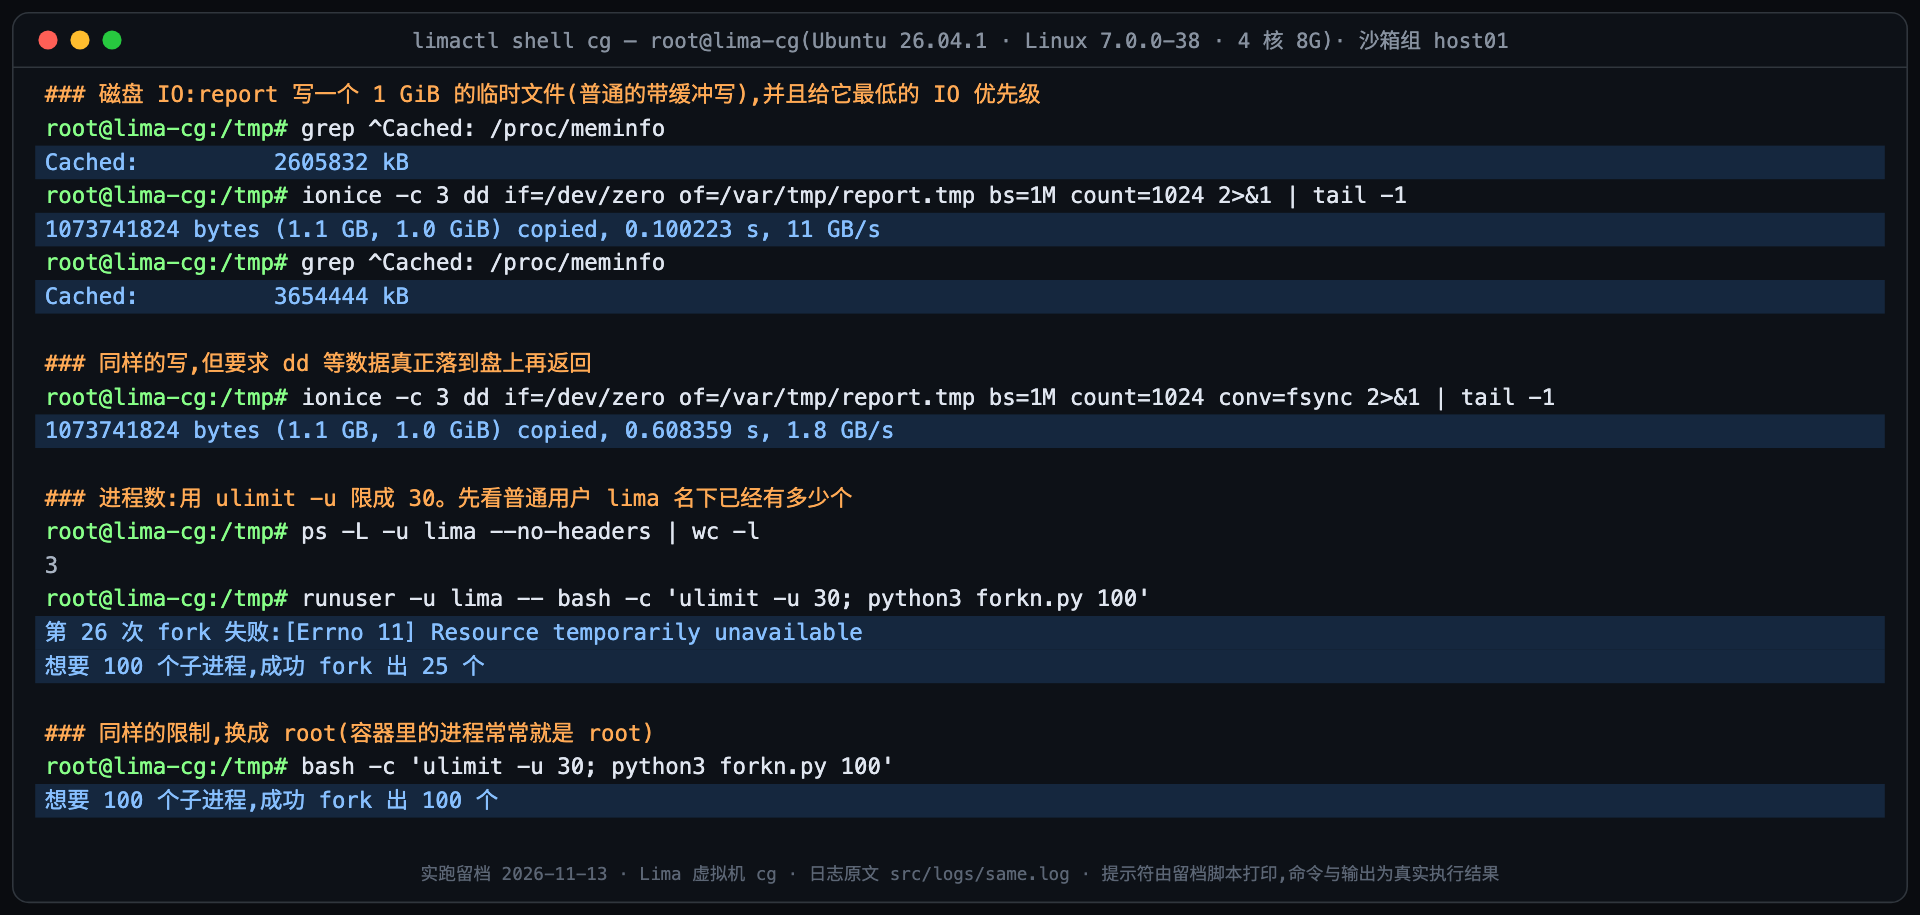 limactl shell cg — root@lima-cg(Ubuntu 26.04.1 · Linux 7.0.0-38 · 4 核 8G)· 沙箱组 host01
### 磁盘 IO:report 写一个 1 GiB 的临时文件(普通的带缓冲写),并且给它最低的 IO 优先级
root@lima-cg:/tmp# grep ^Cached: /proc/meminfo
Cached:          2605832 kB
root@lima-cg:/tmp# ionice -c 3 dd if=/dev/zero of=/var/tmp/report.tmp bs=1M count=1024 2>&1 | tail -1
1073741824 bytes (1.1 GB, 1.0 GiB) copied, 0.100223 s, 11 GB/s
root@lima-cg:/tmp# grep ^Cached: /proc/meminfo
Cached:          3654444 kB
### 同样的写,但要求 dd 等数据真正落到盘上再返回
root@lima-cg:/tmp# ionice -c 3 dd if=/dev/zero of=/var/tmp/report.tmp bs=1M count=1024 conv=fsync 2>&1 | tail -1
1073741824 bytes (1.1 GB, 1.0 GiB) copied, 0.608359 s, 1.8 GB/s
### 进程数:用 ulimit -u 限成 30。先看普通用户 lima 名下已经有多少个
root@lima-cg:/tmp# ps -L -u lima --no-headers | wc -l
3
root@lima-cg:/tmp# runuser -u lima -- bash -c 'ulimit -u 30; python3 forkn.py 100'
第 26 次 fork 失败:[Errno 11] Resource temporarily unavailable
想要 100 个子进程,成功 fork 出 25 个
### 同样的限制,换成 root(容器里的进程常常就是 root)
root@lima-cg:/tmp# bash -c 'ulimit -u 30; python3 forkn.py 100'
想要 100 个子进程,成功 fork 出 100 个
实跑留档 2026-11-13 · Lima 虚拟机 cg · 日志原文 src/logs/same.log · 提示符由留档脚本打印,命令与输出为真实执行结果